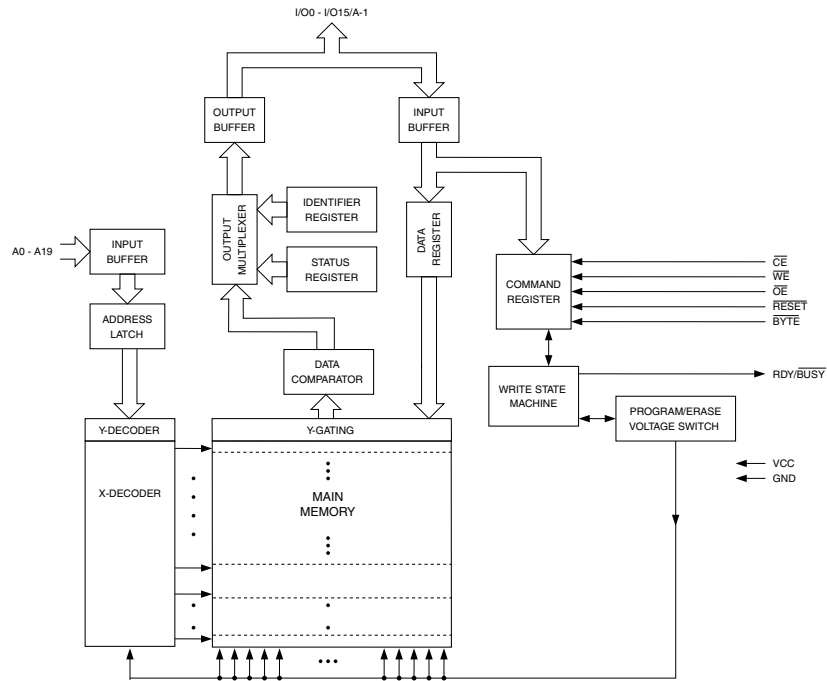 I/O0 - I/O15/A-1
OUTPUT
BUFFER
INPUT
BUFFER
IDENTIFIER
REGISTER
OUTPUT
MULTIPLEXER
DATA
REGISTER
A0 - A19
INPUT
BUFFER
STATUS
REGISTER
COMMAND
REGISTER
CE
WE
OE
RESET
BYTE
ADDRESS
LATCH
DATA
COMPARATOR
WRITE STATE
MACHINE
RDY/BUSY
PROGRAM/ERASE
VOLTAGE SWITCH
Y-DECODER
Y-GATING
VCC
GND
X-DECODER
MAIN
MEMORY